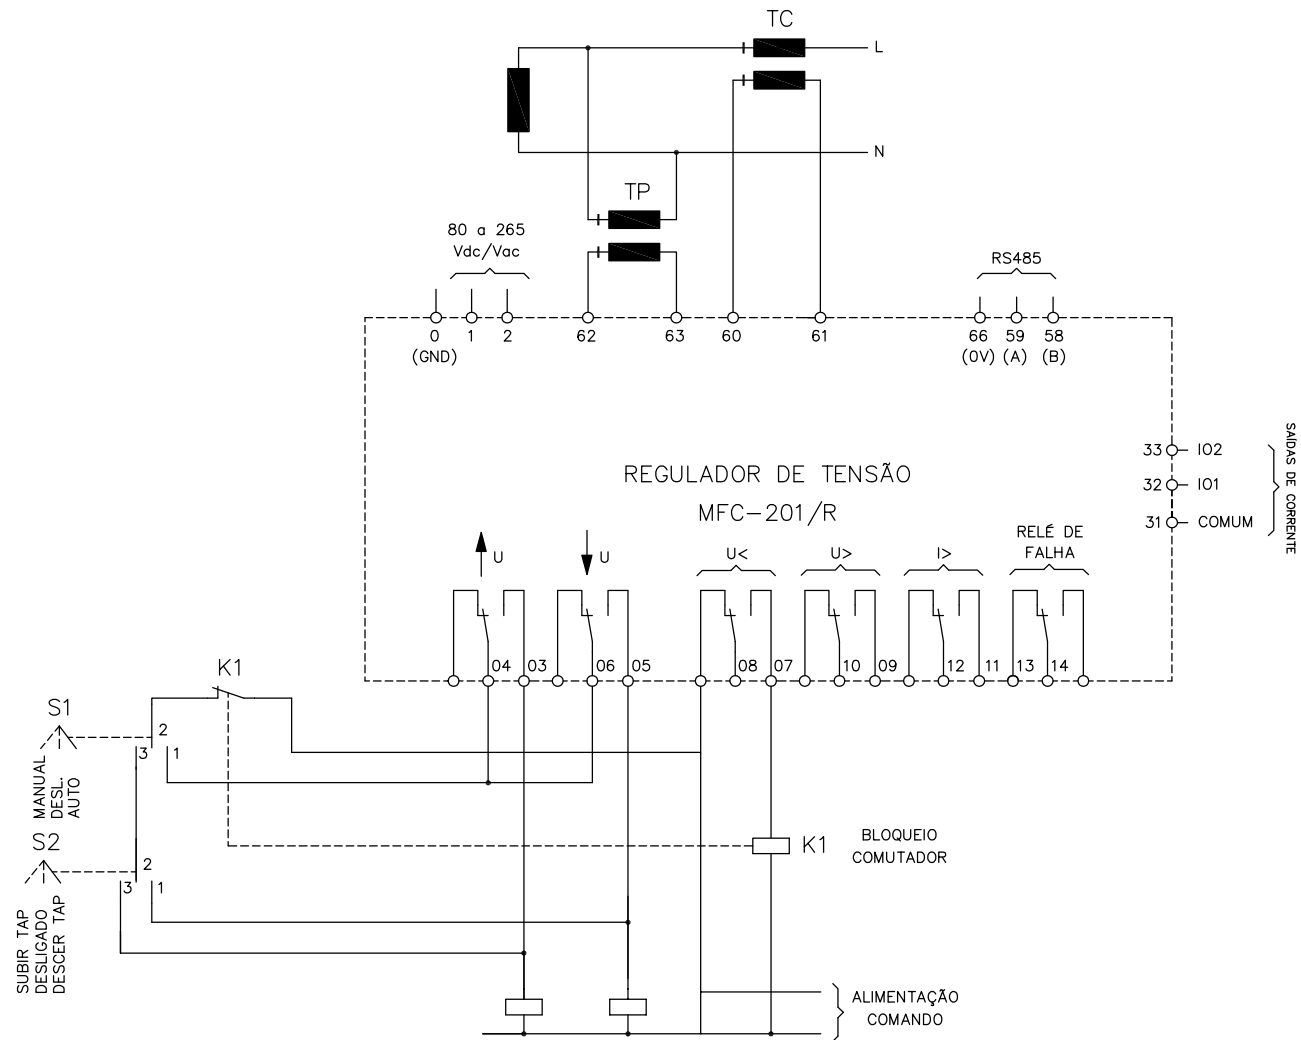 TC
L
N
TP
80 a 265
Vdc/Vac
RS485
0 1 2 62 63 60 61 66 59 58
(GND) (0V) (A) (B)
33 IO2
32 IO1
31 COMUM
SAÍDAS DE CORRENTE
REGULADOR DE TENSÃO
MFC-201/R
U U U< U> I> RELÉ DE
FALHA
04 03 06 05 08 07 10 09 12 11 13 14
K1
S1
2
3 1
MANUAL
DESL.
AUTO
S2
2
3 1
SUBIR TAP
DESLIGADO
DESCER TAP
K1
BLOQUEIO
COMUTADOR
ALIMENTAÇÃO
COMANDO